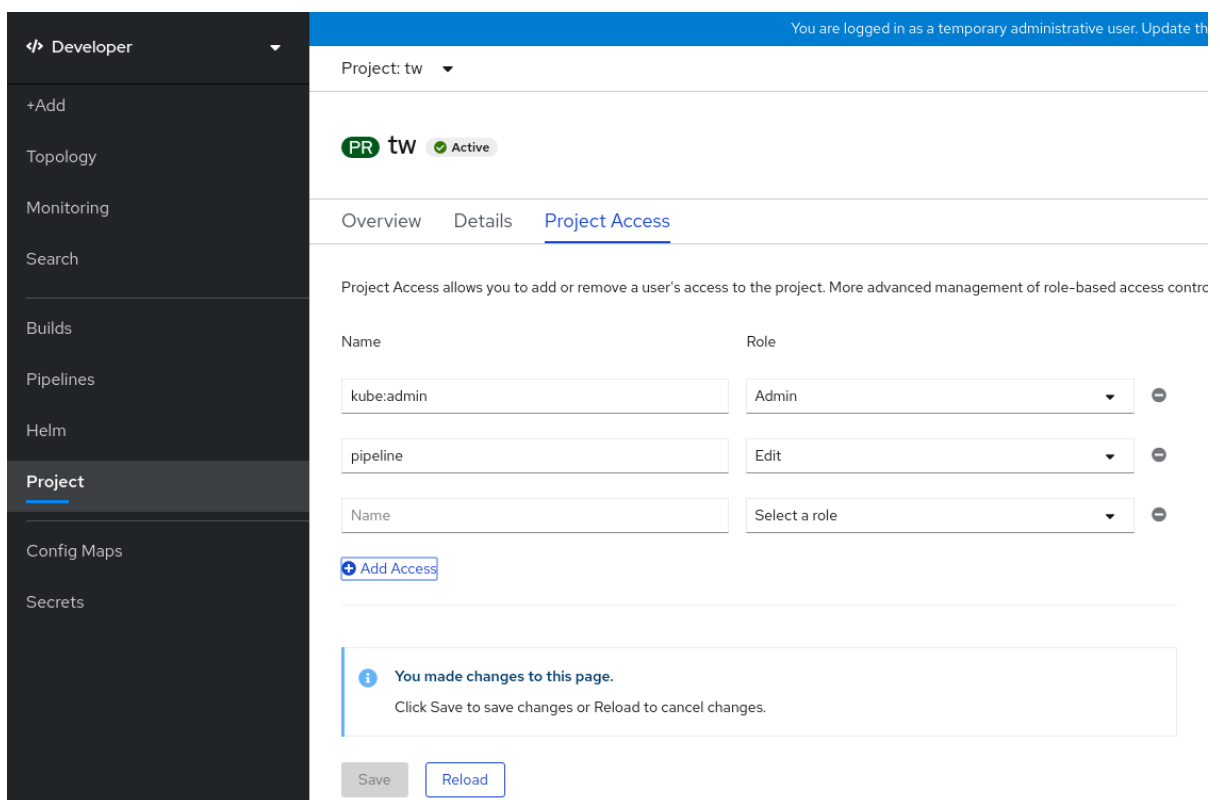 Developer
You are logged in as a temporary administrative user. Update th
Project: tw
+Add
Topology
Monitoring
Search
Builds
Pipelines
Helm
Project
Config Maps
Secrets
PR tw Active
Overview Details Project Access
Project Access allows you to add or remove a user's access to the project. More advanced management of role-based access contro
Name Role
kube:admin Admin
pipeline Edit
Name Select a role
Add Access
You made changes to this page.
Click Save to save changes or Reload to cancel changes.
Save Reload